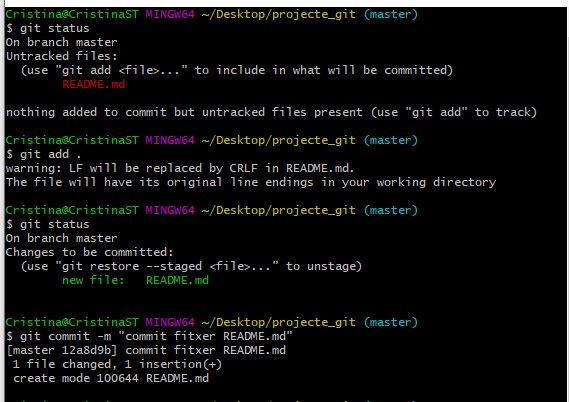 Cristina@CristinaST MINGW64 ~/Desktop/projecte_git (master)
$ git status
On branch master
Untracked files:
  (use "git add <file>..." to include in what will be committed)
        README.md

nothing added to commit but untracked files present (use "git add" to track)

Cristina@CristinaST MINGW64 ~/Desktop/projecte_git (master)
$ git add .
warning: LF will be replaced by CRLF in README.md.
The file will have its original line endings in your working directory

Cristina@CristinaST MINGW64 ~/Desktop/projecte_git (master)
$ git status
On branch master
Changes to be committed:
  (use "git restore --staged <file>..." to unstage)
        new file:   README.md


Cristina@CristinaST MINGW64 ~/Desktop/projecte_git (master)
$ git commit -m "commit fitxer README.md"
[master 12a8d9b] commit fitxer README.md
 1 file changed, 1 insertion(+)
 create mode 100644 README.md